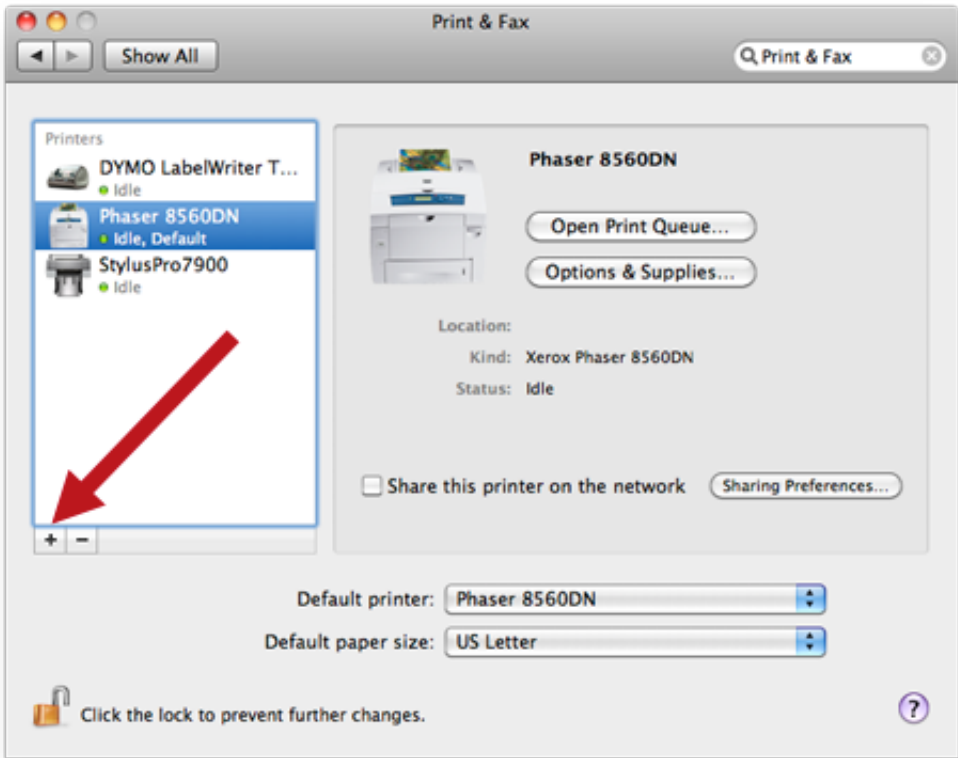 Print & Fax
Show All
Print & Fax
Printers
DYMO LabelWriter T...
Idle
Phaser 8560DN
Idle, Default
StylusPro7900
Idle
+ −
Phaser 8560DN
Open Print Queue...
Options & Supplies...
Location:
Kind: Xerox Phaser 8560DN
Status: Idle
Share this printer on the network Sharing Preferences...
Default printer: Phaser 8560DN
Default paper size: US Letter
Click the lock to prevent further changes.
?